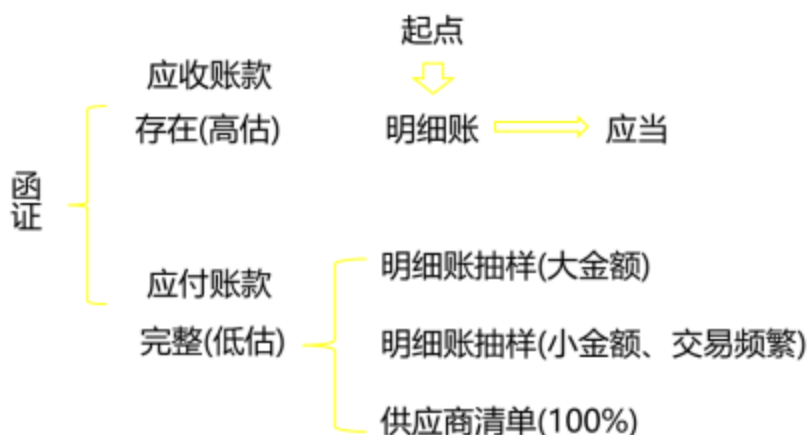 起点
应收账款
存在(高估)
明细账
应当
函证
应付账款
完整(低估)
明细账抽样(大金额)
明细账抽样(小金额、交易频繁)
供应商清单(100%)